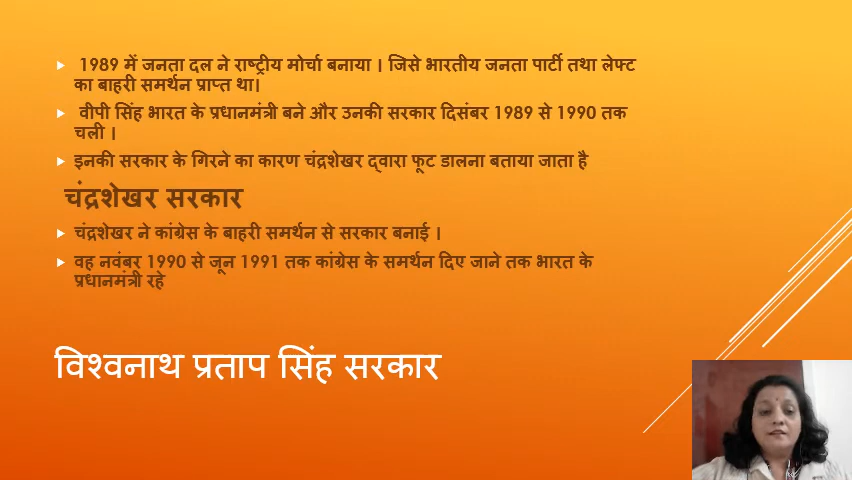 1989 में जनता दल ने राष्ट्रीय मोर्चा बनाया । जिसे भारतीय जनता पार्टी तथा लेफ्ट
का बाहरी समर्थन प्राप्त था।
वीपी सिंह भारत के प्रधानमंत्री बने और उनकी सरकार दिसंबर 1989 से 1990 तक
चली ।
इनकी सरकार के गिरने का कारण चंद्रशेखर द्वारा फूट डालना बताया जाता है
चंद्रशेखर सरकार
चंद्रशेखर ने कांग्रेस के बाहरी समर्थन से सरकार बनाई ।
वह नवंबर 1990 से जून 1991 तक कांग्रेस के समर्थन दिए जाने तक भारत के
प्रधानमंत्री रहे
विश्वनाथ प्रताप सिंह सरकार